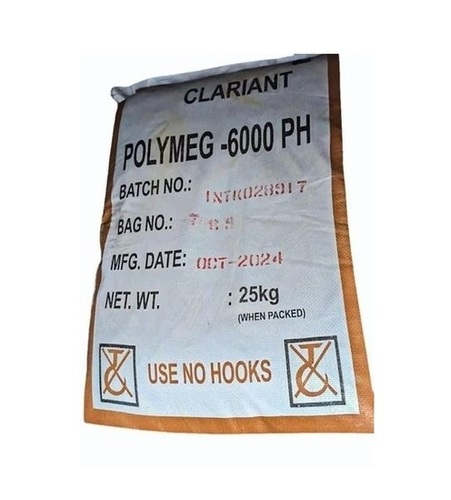 CLARIANT
POLYMEG -6000 PH
BATCH NO.: INTK028917
BAG NO.:
MFG. DATE: OCT-2024
NET. WT. : 25kg
(WHEN PACKED)
USE NO HOOKS